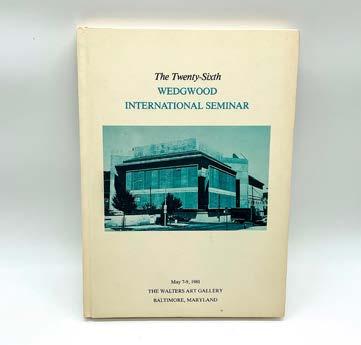 The Twenty-Sixth
WEDGWOOD
INTERNATIONAL SEMINAR
May 7-9, 1981
THE WALTERS ART GALLERY
BALTIMORE, MARYLAND